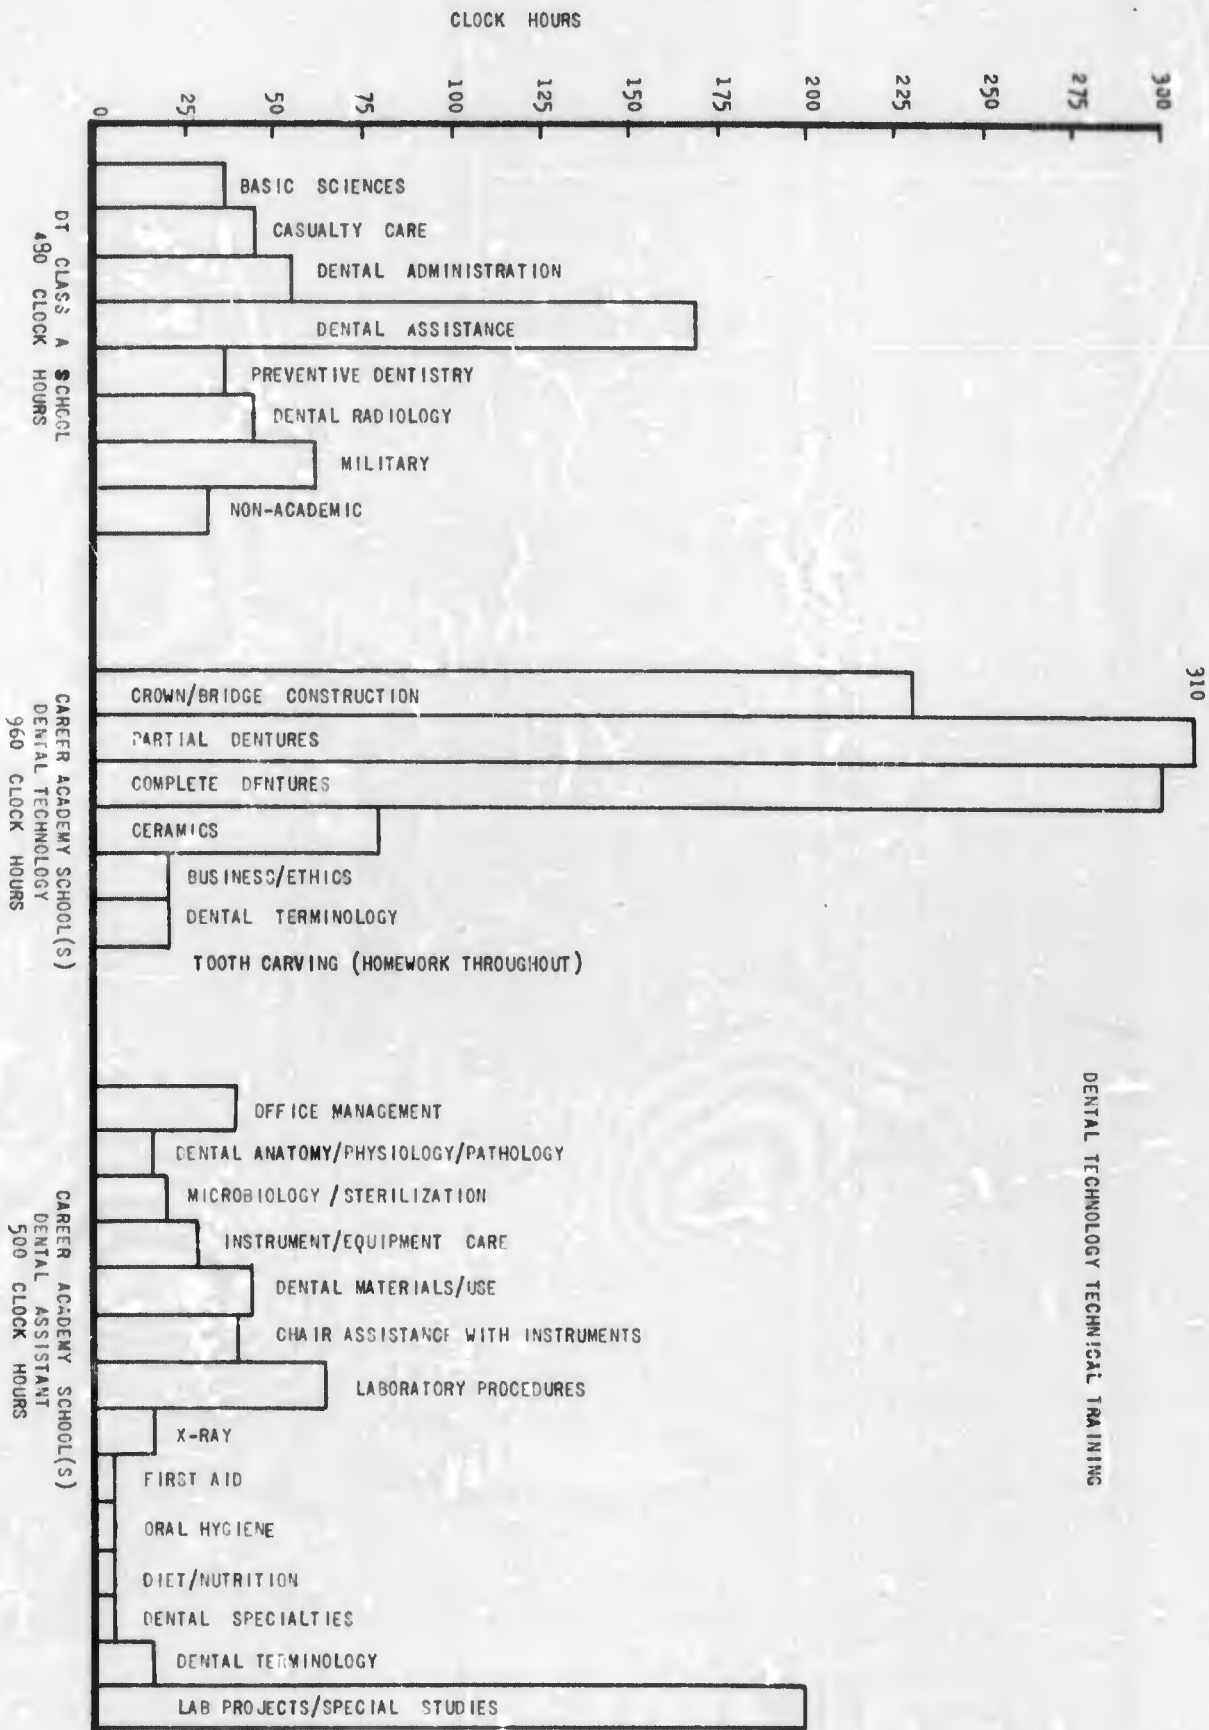 CLOCK HOURS
0
25
50
75
100
125
150
175
200
225
250
275
300
BASIC SCIENCES
CASUALTY CARE
DENTAL ADMINISTRATION
DENTAL ASSISTANCE
PREVENTIVE DENTISTRY
DENTAL RADIOLOGY
MILITARY
NON-ACADEMIC
DT CLASS A SCHOOL
480 CLOCK HOURS
310
CROWN/BRIDGE CONSTRUCTION
PARTIAL DENTURES
COMPLETE DENTURES
CERAMICS
BUSINESS/ETHICS
DENTAL TERMINOLOGY
TOOTH CARVING (HOMEWORK THROUGHOUT)
CAREER ACADEMY SCHOOL(S)
DENTAL TECHNOLOGY
960 CLOCK HOURS
DENTAL TECHNOLOGY TECHNICAL TRAINING
OFFICE MANAGEMENT
DENTAL ANATOMY/PHYSIOLOGY/PATHOLOGY
MICROBIOLOGY/STERILIZATION
INSTRUMENT/EQUIPMENT CARE
DENTAL MATERIALS/USE
CHAIR ASSISTANCE WITH INSTRUMENTS
LABORATORY PROCEDURES
X-RAY
FIRST AID
ORAL HYGIENE
DIET/NUTRITION
DENTAL SPECIALTIES
DENTAL TERMINOLOGY
LAB PROJECTS/SPECIAL STUDIES
CAREER ACADEMY SCHOOL(S)
DENTAL ASSISTANT
500 CLOCK HOURS